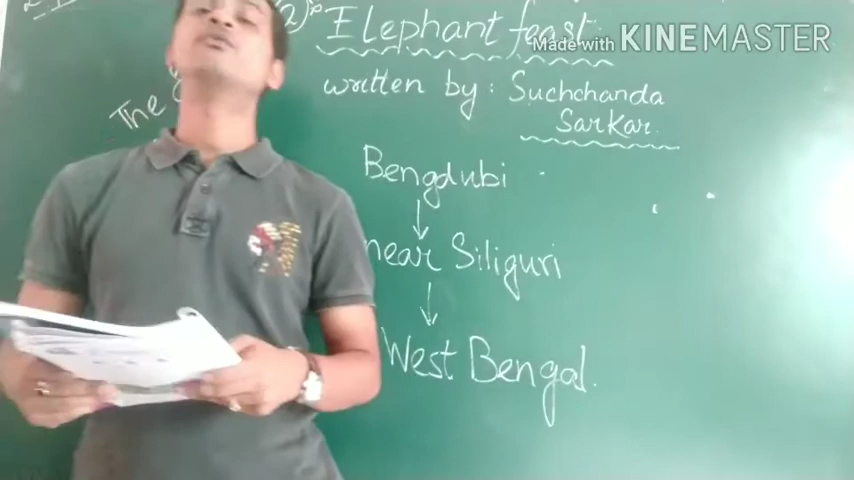 Elephant feast
Made with KINEMASTER
written by: Suchchanda
Sarkar.
The
Bengdubi
near Siliguri
West Bengal.